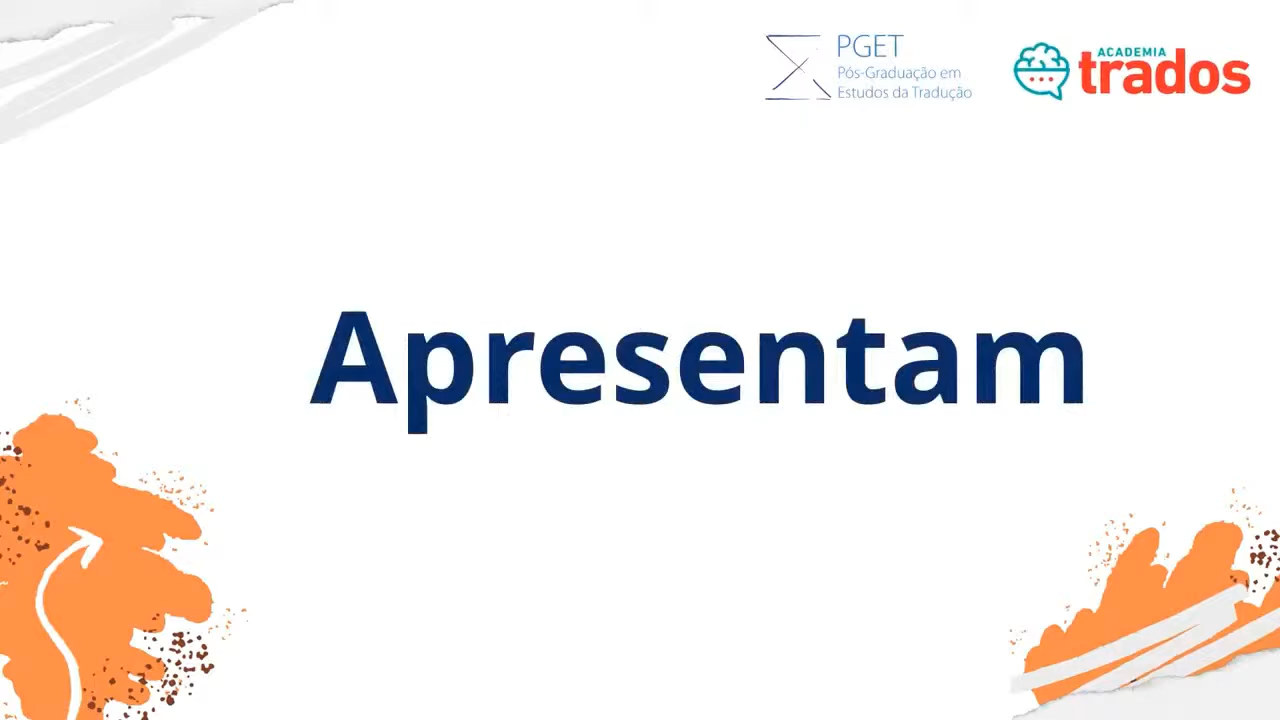 PGET
Pós-Graduação em
Estudos da Tradução
ACADEMIA
trados
Apresentam